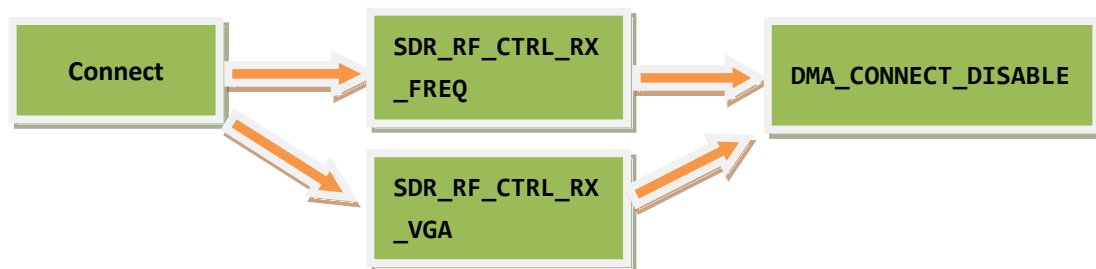 Connect
SDR_RF_CTRL_RX
_FREQ
DMA_CONNECT_DISABLE
SDR_RF_CTRL_RX
_VGA